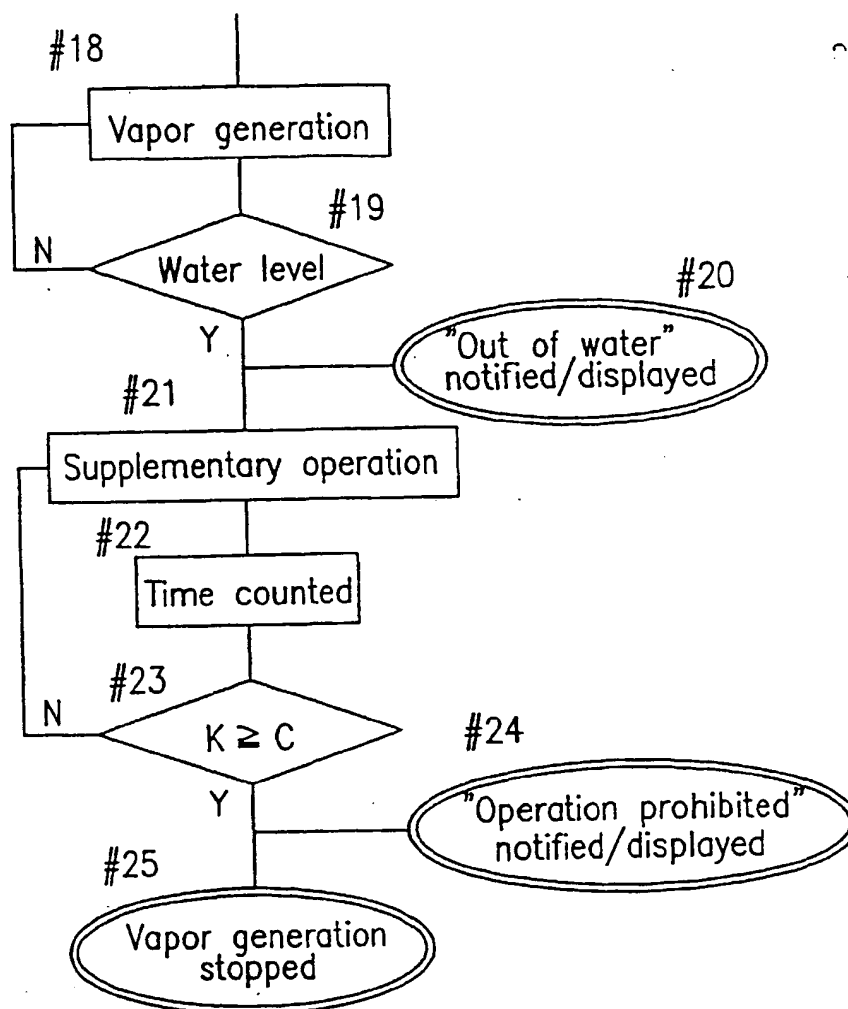 #18
Vapor generation
#19
N
Water level
#20
Y
"Out of water"
notified/displayed
#21
Supplementary operation
#22
Time counted
#23
N
K ≧ C
#24
Y
"Operation prohibited"
notified/displayed
#25
Vapor generation
stopped